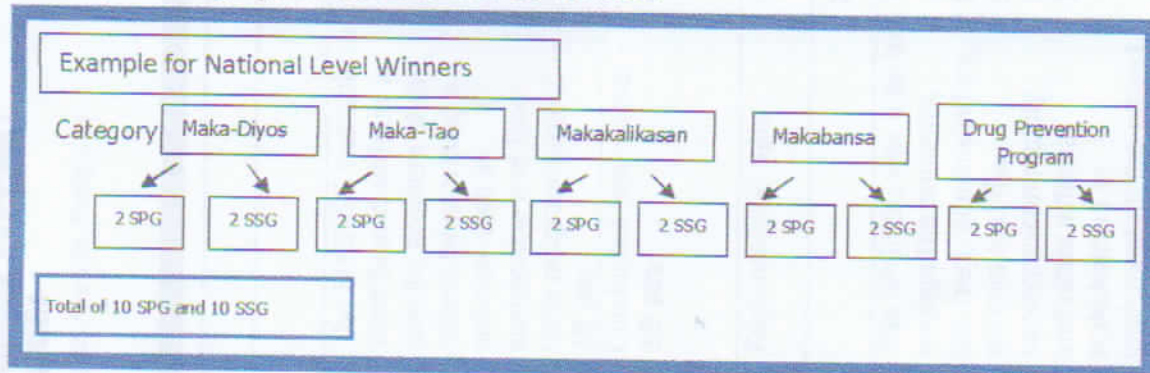 Example for National Level Winners
Category
Maka-Diyos
Maka-Tao
Makakalikasan
Makabansa
Drug Prevention
Program
2 SPG
2 SSG
2 SPG
2 SSG
2 SPG
2 SSG
2 SPG
2 SSG
2 SPG
2 SSG
Total of 10 SPG and 10 SSG